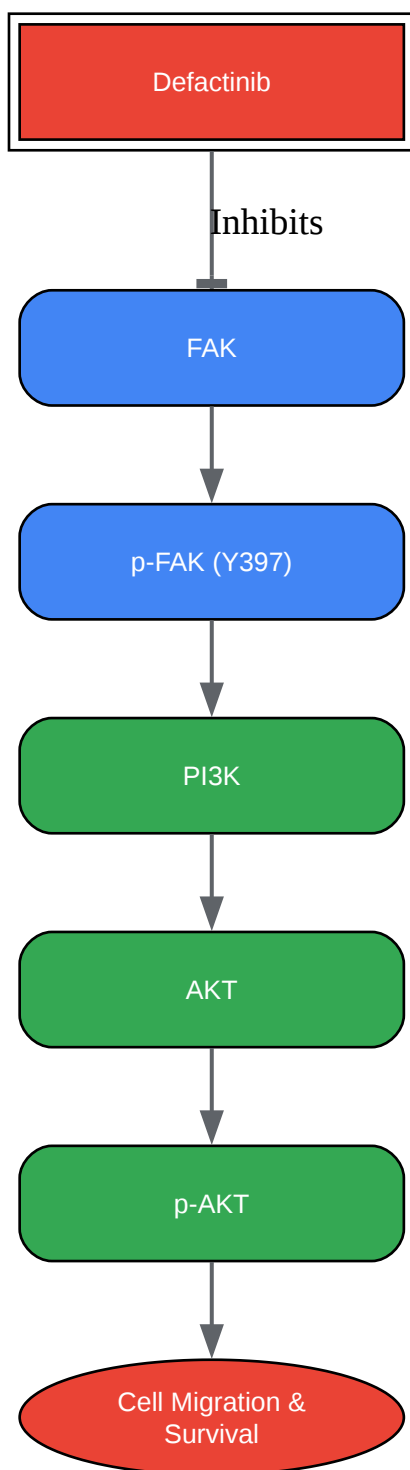 Defactinib
Inhibits
FAK
p-FAK (Y397)
PI3K
AKT
p-AKT
Cell Migration &
Survival